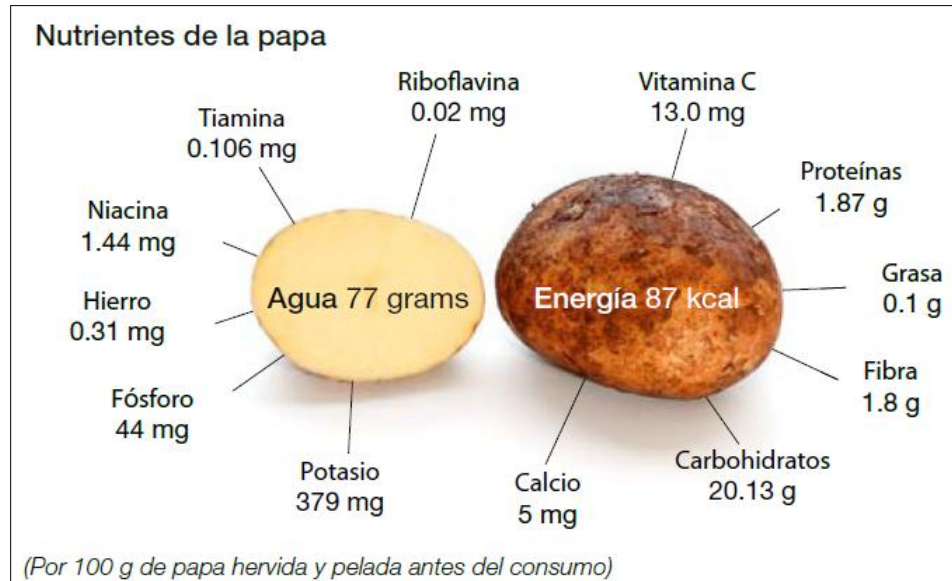 Nutrientes de la papa
Riboflavina
0.02 mg
Vitamina C
13.0 mg
Tiamina
0.106 mg
Proteínas
1.87 g
Niacina
1.44 mg
Grasa
0.1 g
Agua 77 grams
Energía 87 kcal
Hierro
0.31 mg
Fibra
1.8 g
Fósforo
44 mg
Potasio
379 mg
Calcio
5 mg
Carbohidratos
20.13 g
(Por 100 g de papa hervida y pelada antes del consumo)